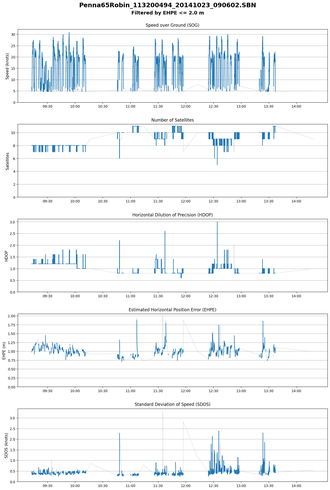 Penna65Robin_113200494_20141023_090602.SBN
Filtered by EHPE <= 2.0 m
Speed over Ground (SOG)
Speed (knots)
30
25
20
15
10
5
0
09:30 10:00 10:30 11:00 11:30 12:00 12:30 13:00 13:30 14:00
Number of Satellites
Satellites
10
8
6
4
2
0
09:30 10:00 10:30 11:00 11:30 12:00 12:30 13:00 13:30 14:00
Horizontal Dilution of Precision (HDOP)
HDOP
3.0
2.5
2.0
1.5
1.0
0.5
0.0
09:30 10:00 10:30 11:00 11:30 12:00 12:30 13:00 13:30 14:00
Estimated Horizontal Position Error (EHPE)
EHPE (m)
2.00
1.75
1.50
1.25
1.00
0.75
0.50
0.25
0.00
09:30 10:00 10:30 11:00 11:30 12:00 12:30 13:00 13:30 14:00
Standard Deviation of Speed (SDOS)
SDOS (knots)
3.0
2.5
2.0
1.5
1.0
0.5
0.0
09:30 10:00 10:30 11:00 11:30 12:00 12:30 13:00 13:30 14:00